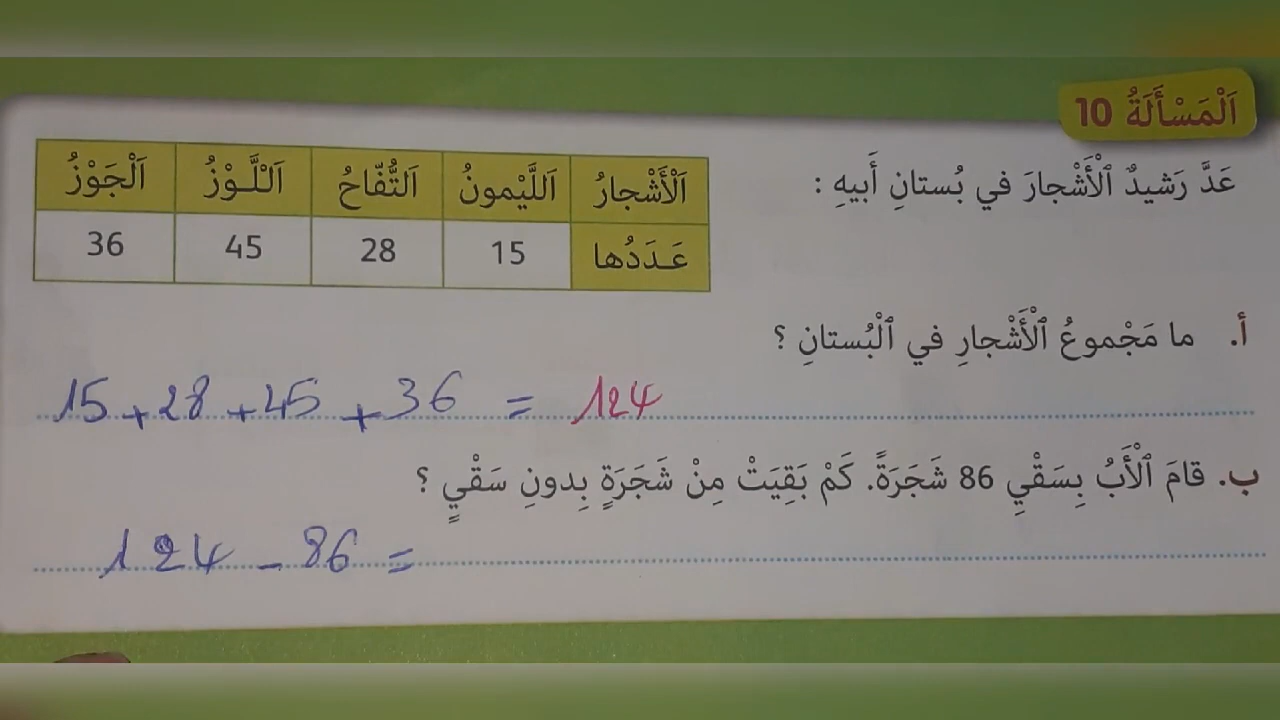 اَلْمَسْأَلَةُ 10
عَدَّ رَشيدٌ ٱلْأَشْجارَ في بُستانِ أَبيهِ :
اَلْأَشْجارُ اَللَّيْمونُ اَلتُّفّاحُ اَللَّوْزُ اَلْجَوْزُ
عَدَدُها 15 28 45 36
أ. ما مَجْموعُ ٱلْأَشْجارِ في ٱلْبُستانِ ؟
15 + 28 + 45 + 36 = 124
ب. قامَ ٱلْأَبُ بِسَقْيِ 86 شَجَرَةً. كَمْ بَقِيَتْ مِنْ شَجَرَةٍ بِدونِ سَقْيٍ ؟
124 - 86 =